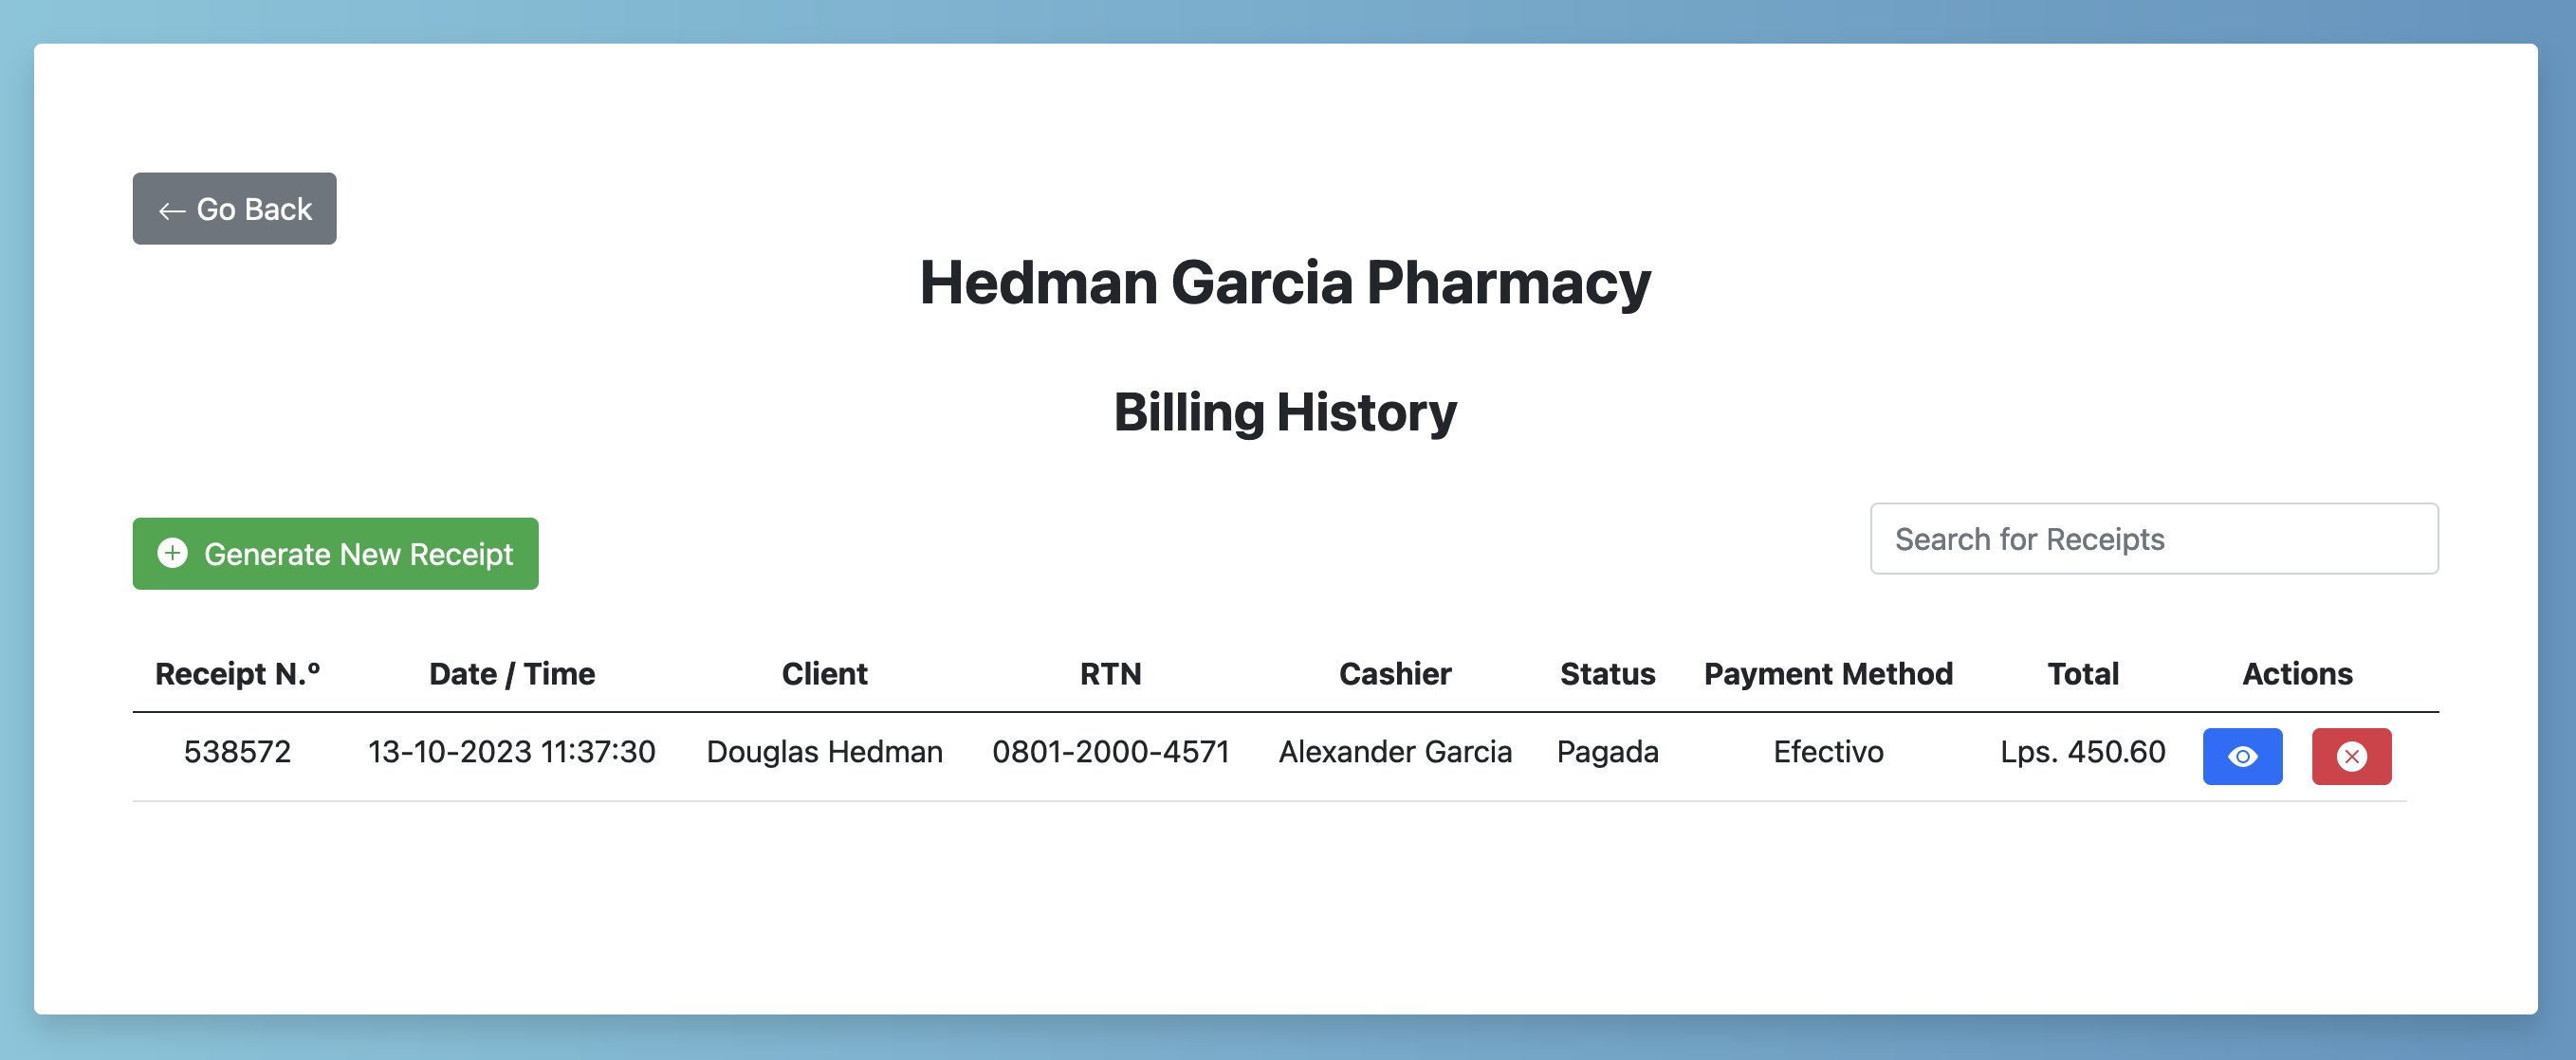 ← Go Back
Hedman Garcia Pharmacy
Billing History
Generate New Receipt
Search for Receipts
Receipt N.º Date / Time Client RTN Cashier Status Payment Method Total Actions
538572 13-10-2023 11:37:30 Douglas Hedman 0801-2000-4571 Alexander Garcia Pagada Efectivo Lps. 450.60